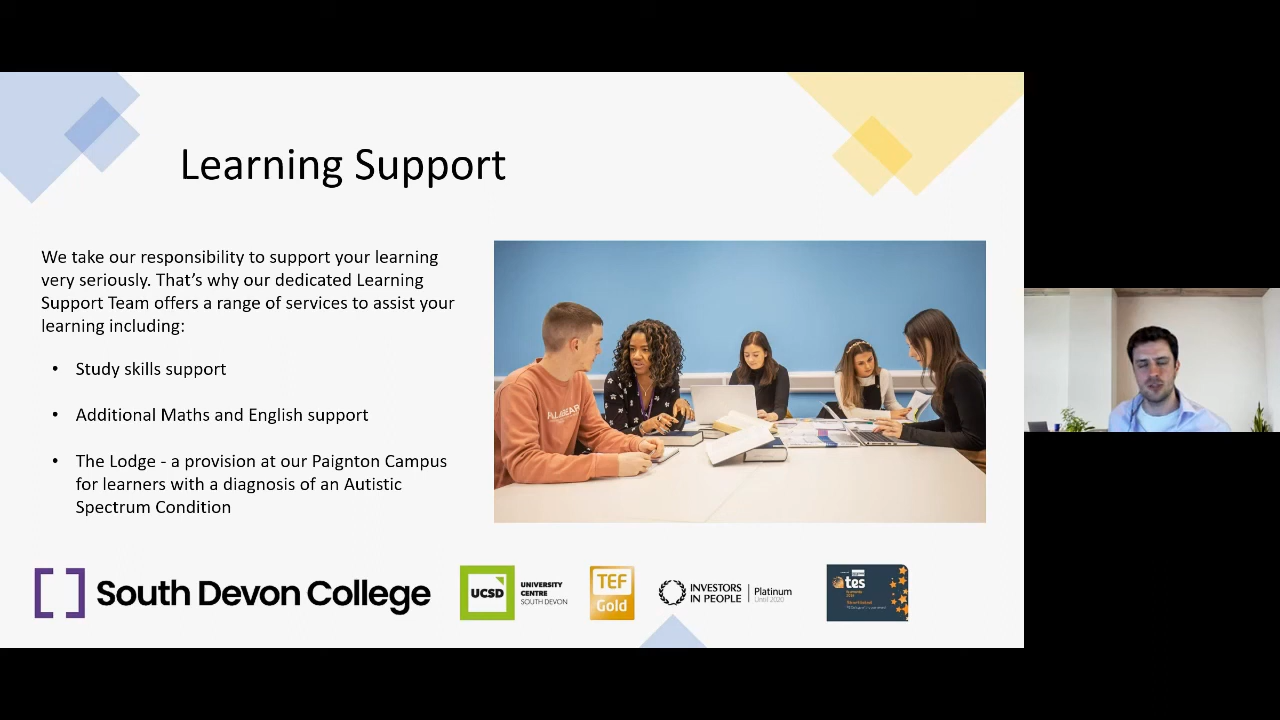 Learning Support
We take our responsibility to support your learning
very seriously. That’s why our dedicated Learning
Support Team offers a range of services to assist your
learning including:
• Study skills support
• Additional Maths and English support
• The Lodge - a provision at our Paignton Campus
for learners with a diagnosis of an Autistic
Spectrum Condition
South Devon College
UCSD
UNIVERSITY
CENTRE
SOUTH DEVON
TEF
Gold
INVESTORS
IN PEOPLE
Platinum
Until 2020
tes